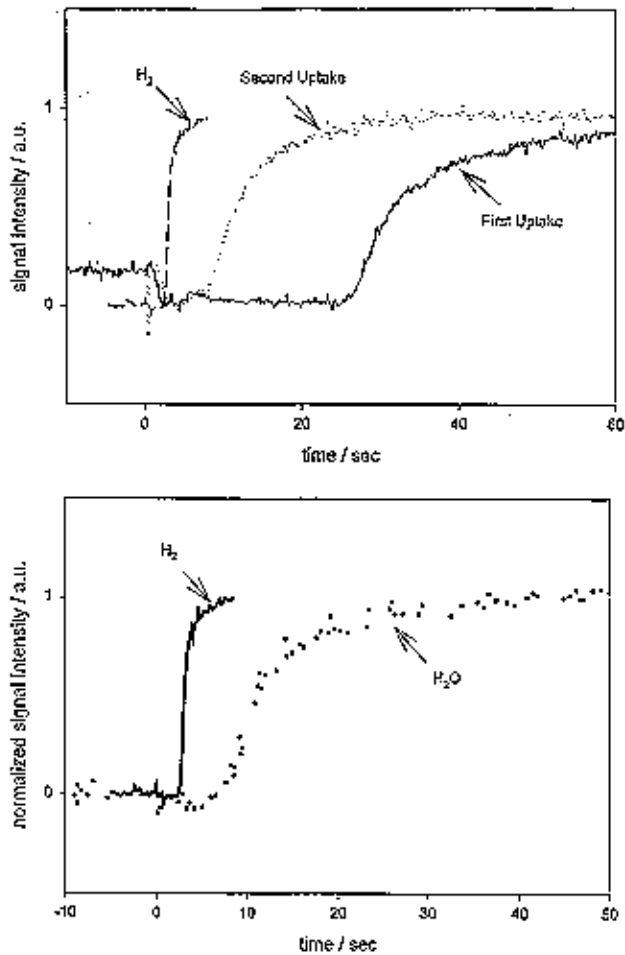 H₂
Second Uptake
1
First Uptake
0
signal intensity / a.u.
0
20
40
60
time / sec
H₂
1
H₂O
0
normalized signal intensity / a.u.
-10
0
10
20
30
40
50
time / sec